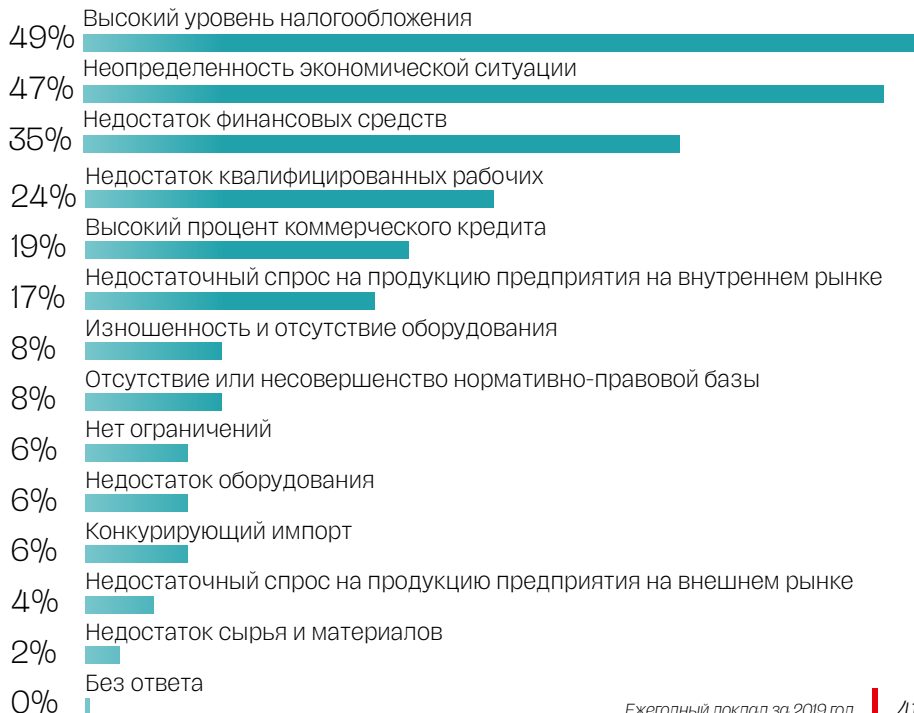 Высокий уровень налогообложения
49%
Неопределенность экономической ситуации
47%
Недостаток финансовых средств
35%
Недостаток квалифицированных рабочих
24%
Высокий процент коммерческого кредита
19%
Недостаточный спрос на продукцию предприятия на внутреннем рынке
17%
Изношенность и отсутствие оборудования
8%
Отсутствие или несовершенство нормативно-правовой базы
8%
Нет ограничений
6%
Недостаток оборудования
6%
Конкурирующий импорт
6%
Недостаточный спрос на продукцию предприятия на внешнем рынке
4%
Недостаток сырья и материалов
2%
Без ответа
0%
Ежегодный доклад за 2019 год